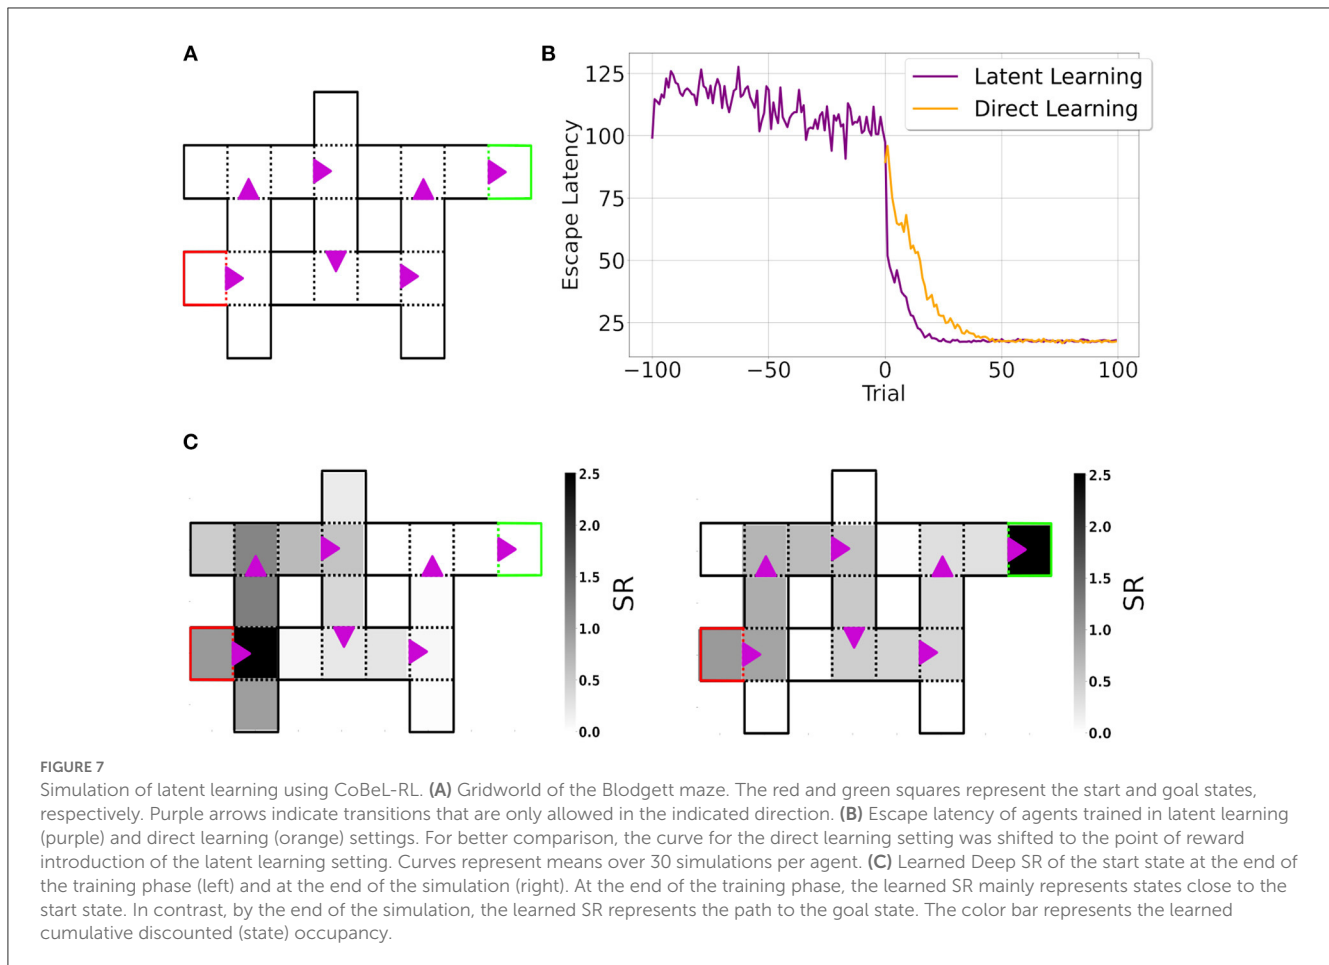 A
B
Latent Learning
Direct Learning
Escape Latency
125
100
75
50
25
−100
−50
0
50
100
Trial
C
2.5
2.0
1.5
1.0
0.5
0.0
SR
2.5
2.0
1.5
1.0
0.5
0.0
SR
FIGURE 7
Simulation of latent learning using CoBeL-RL. (A) Gridworld of the Blodgett maze. The red and green squares represent the start and goal states,
respectively. Purple arrows indicate transitions that are only allowed in the indicated direction. (B) Escape latency of agents trained in latent learning
(purple) and direct learning (orange) settings. For better comparison, the curve for the direct learning setting was shifted to the point of reward
introduction of the latent learning setting. Curves represent means over 30 simulations per agent. (C) Learned Deep SR of the start state at the end of
the training phase (left) and at the end of the simulation (right). At the end of the training phase, the learned SR mainly represents states close to the
start state. In contrast, by the end of the simulation, the learned SR represents the path to the goal state. The color bar represents the learned
cumulative discounted (state) occupancy.